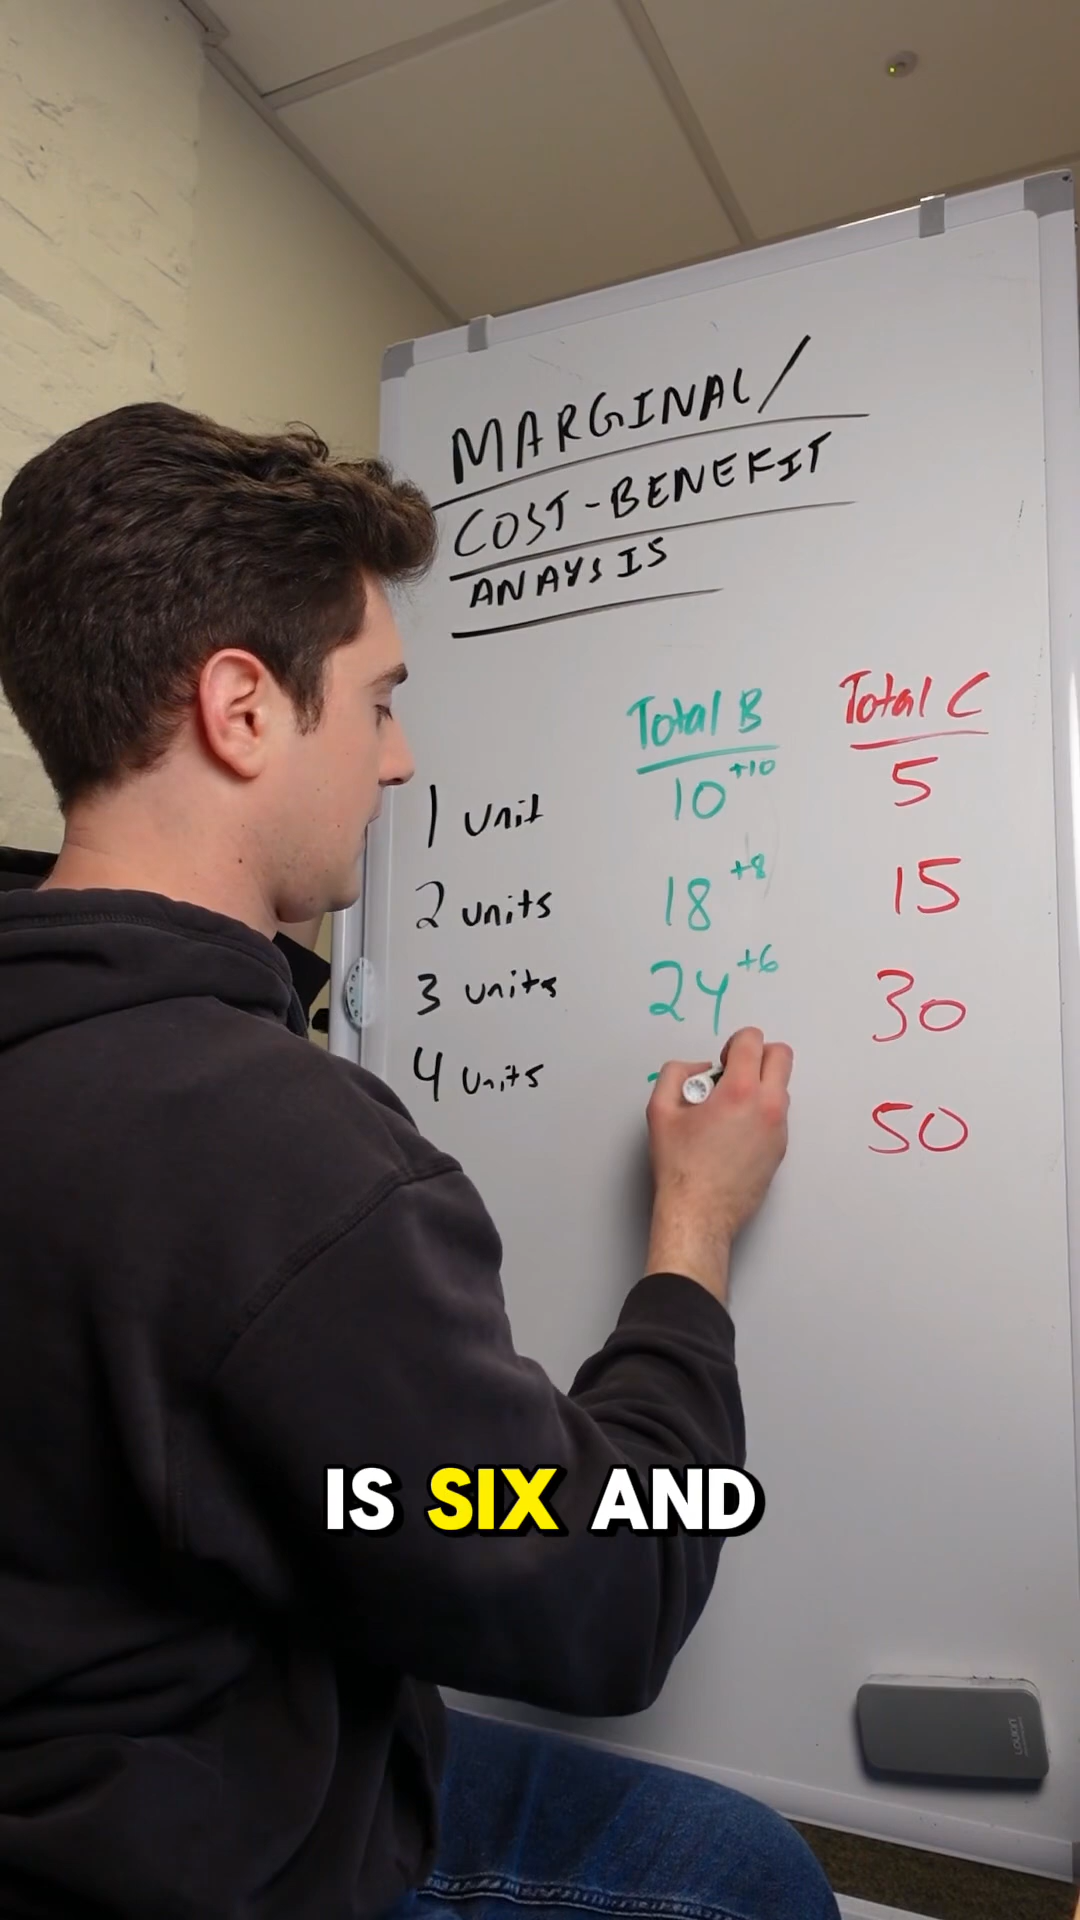 MARGINAL/
COST-BENEFIT
ANAYSIS
Total B Total C
1 unit 10 +10 5
2 units 18 +8 15
3 units 24 +6 30
4 units 50
IS SIX AND
LOUKIN